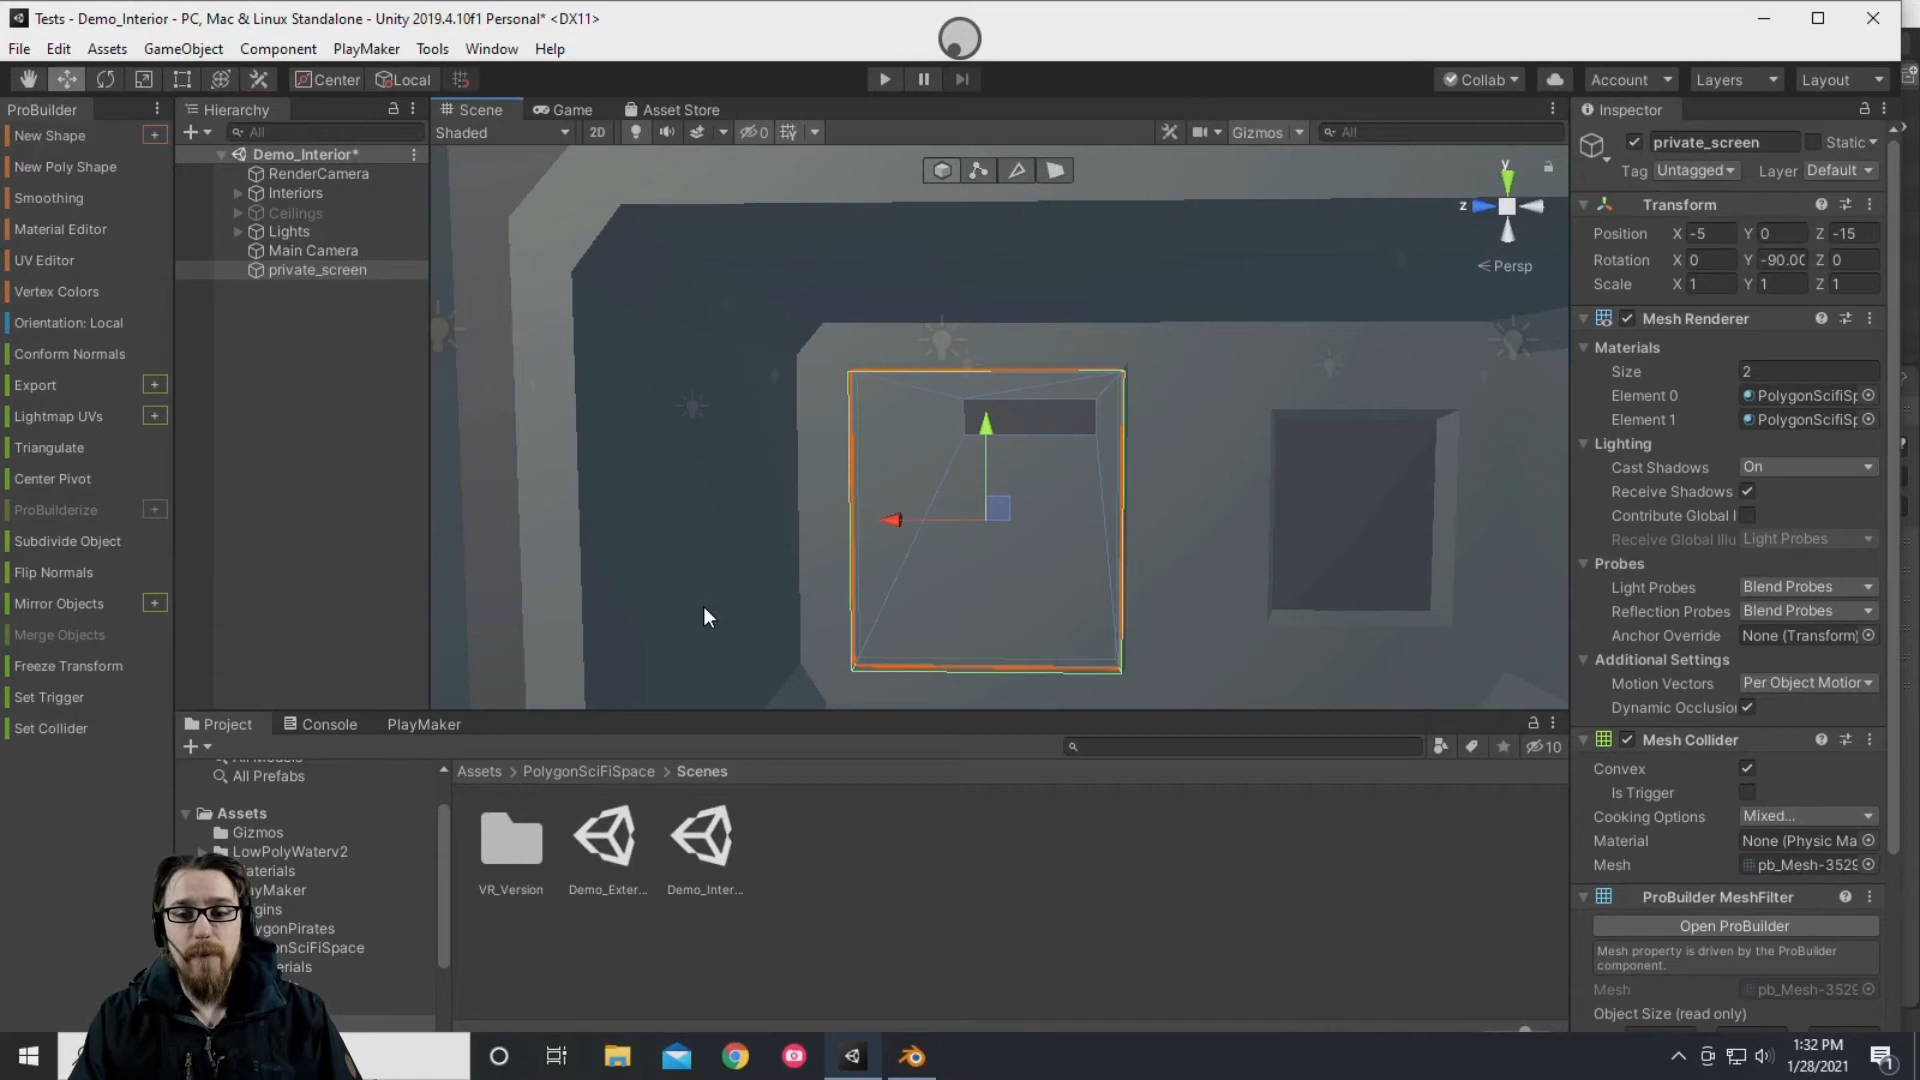 Tests - Demo_Interior - PC, Mac & Linux Standalone - Unity 2019.4.10f1 Personal* <DX11>
File Edit Assets GameObject Component PlayMaker Tools Window Help
Center Local Collab Account Layers Layout
ProBuilder
New Shape
New Poly Shape
Smoothing
Material Editor
UV Editor
Vertex Colors
Orientation: Local
Conform Normals
Export
Lightmap UVs
Triangulate
Center Pivot
ProBuilderize
Subdivide Object
Flip Normals
Mirror Objects
Merge Objects
Freeze Transform
Set Trigger
Set Collider
Hierarchy
All
Demo_Interior*
RenderCamera
Interiors
Ceilings
Lights
Main Camera
private_screen
Scene Game Asset Store
Shaded 2D 0 Gizmos All
y
z
Persp
Inspector
private_screen Static
Tag Untagged Layer Default
Transform
Position X -5 Y 0 Z -15
Rotation X 0 Y -90.00 Z 0
Scale X 1 Y 1 Z 1
Mesh Renderer
Materials
Size 2
Element 0 PolygonScifiSp
Element 1 PolygonScifiSp
Lighting
Cast Shadows On
Receive Shadows
Contribute Global I
Receive Global Illu Light Probes
Probes
Light Probes Blend Probes
Reflection Probes Blend Probes
Anchor Override None (Transform)
Additional Settings
Motion Vectors Per Object Motion
Dynamic Occlusion
Mesh Collider
Convex
Is Trigger
Cooking Options Mixed...
Material None (Physic Ma
Mesh pb_Mesh-3529
ProBuilder MeshFilter
Open ProBuilder
Mesh property is driven by the ProBuilder
component.
Mesh pb_Mesh-3529
Object Size (read only)
Project Console PlayMaker
10
All Prefabs
Assets
Gizmos
LowPolyWaterv2
aterials
ayMaker
gins
ygonPirates
onSciFiSpace
erials
Assets > PolygonSciFiSpace > Scenes
VR_Version
Demo_Exter...
Demo_Inter...
1:32 PM
1/28/2021
1